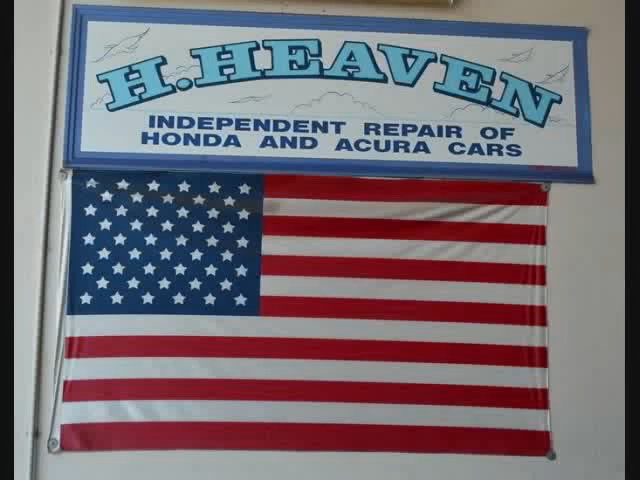 H. HEAVEN
INDEPENDENT REPAIR OF
HONDA AND ACURA CARS